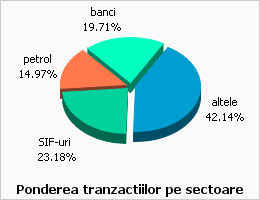 banci
19.71%
petrol
14.97%
altele
42.14%
SIF-uri
23.18%
Ponderea tranzactiilor pe sectoare